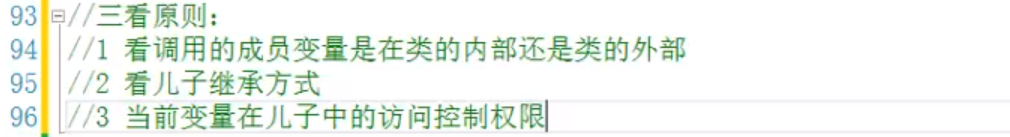 93 //三看原则：
94 //1 看调用的成员变量是在类的内部还是类的外部
95 //2 看儿子继承方式
96 //3 当前变量在儿子中的访问控制权限